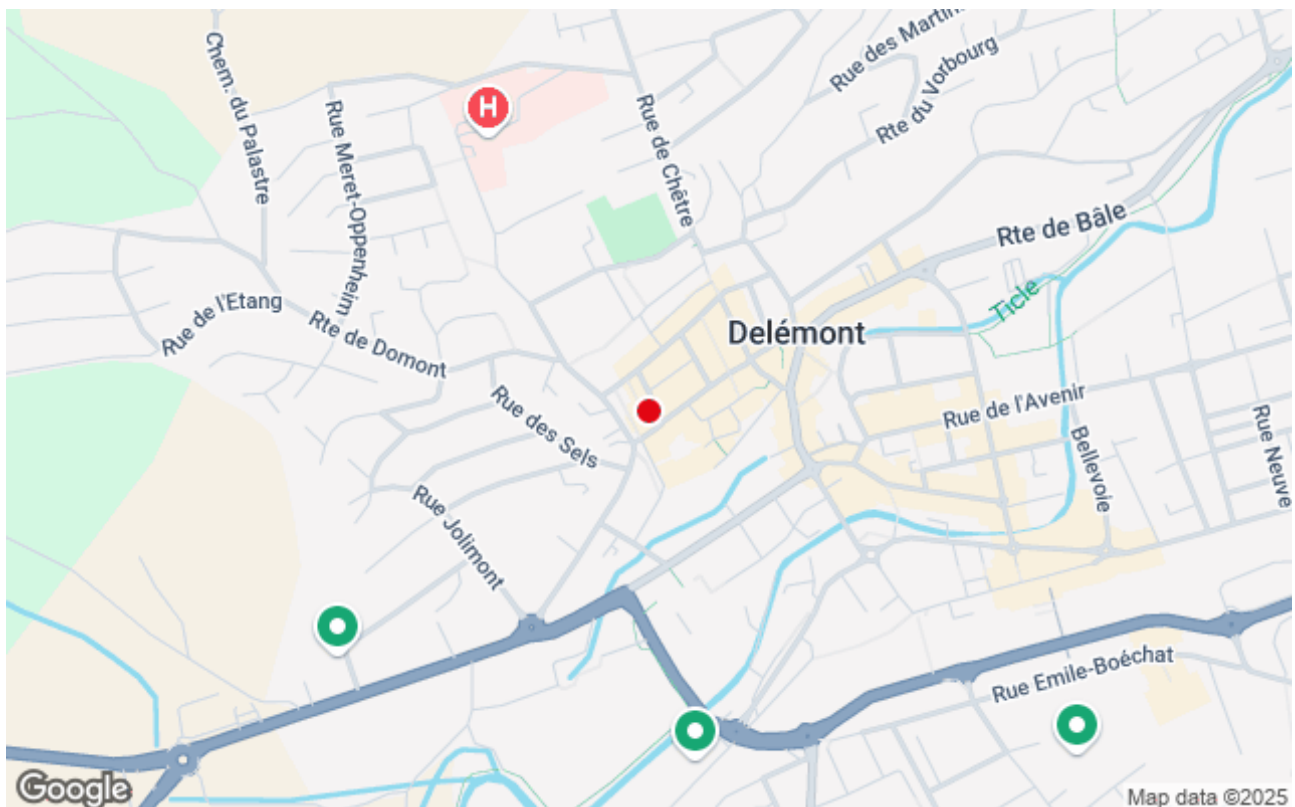 Chem. du Palastre
Rue Meret-Oppenheim
H
Rue de Chêtre
Rue des Martins
Rte du Vorbourg
Rte de Bâle
Rue de l'Etang
Rte de Domont
Delémont
Ticle
Rue des Sels
Rue de l'Avenir
Bellevoie
Rue Neuve
Rue Jolimont
Rue Emile-Boéchat
Google
Map data ©2025